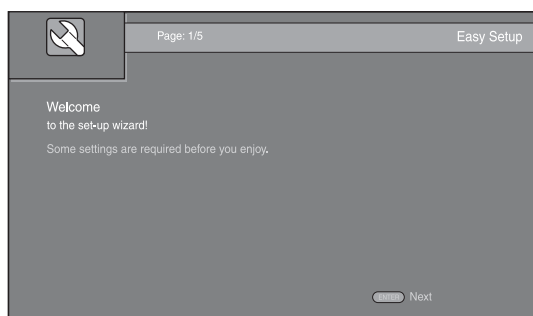 Page: 1/5
Easy Setup
Welcome
to the set-up wizard!
Some settings are required before you enjoy.
ENTER Next